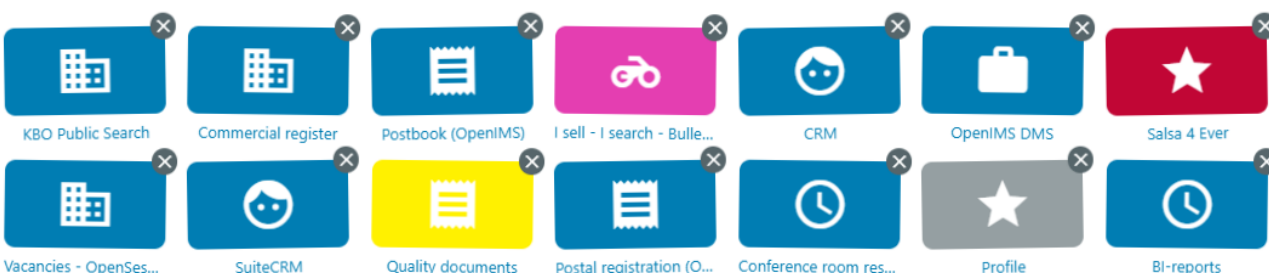 KBO Public Search
Commercial register
Postbook (OpenIMS)
I sell - I search - Bulle...
CRM
OpenIMS DMS
Salsa 4 Ever
Vacancies - OpenSes...
SuiteCRM
Quality documents
Postal registration (O...
Conference room res...
Profile
BI-reports